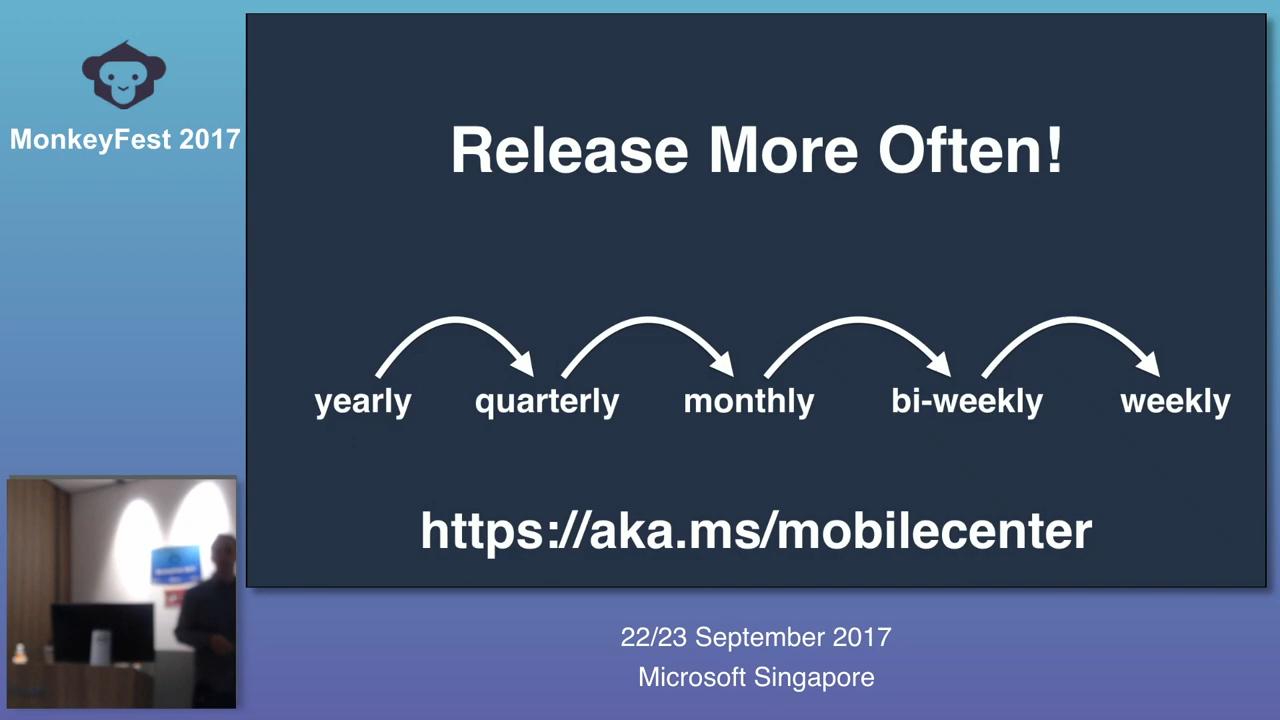 MonkeyFest 2017
Release More Often!
yearly quarterly monthly bi-weekly weekly
https://aka.ms/mobilecenter
22/23 September 2017
Microsoft Singapore